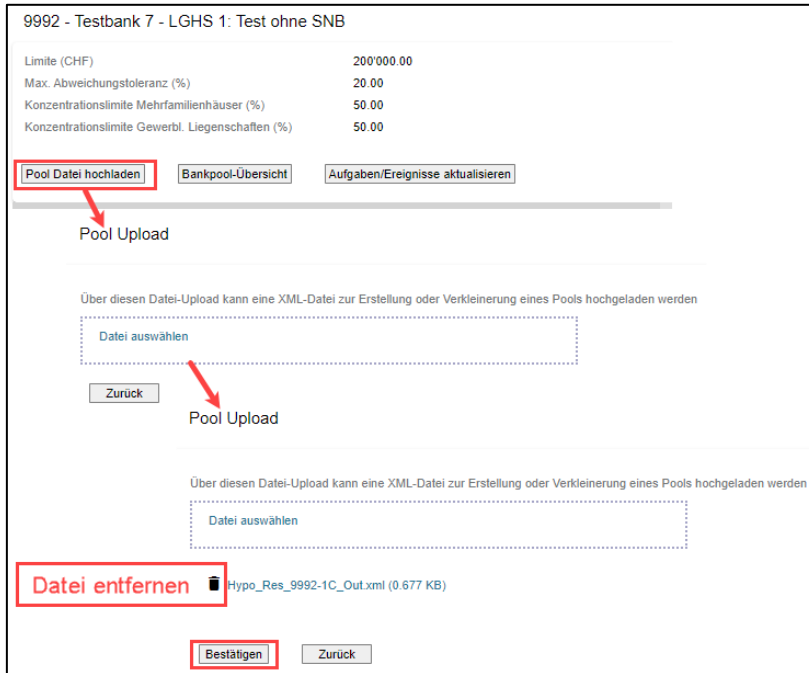 9992 - Testbank 7 - LGHS 1: Test ohne SNB
Limite (CHF) 200'000.00
Max. Abweichungstoleranz (%) 20.00
Konzentrationslimite Mehrfamilienhäuser (%) 50.00
Konzentrationslimite Gewerbl. Liegenschaften (%) 50.00
Pool Datei hochladen Bankpool-Übersicht Aufgaben/Ereignisse aktualisieren
Pool Upload
Über diesen Datei-Upload kann eine XML-Datei zur Erstellung oder Verkleinerung eines Pools hochgeladen werden
Datei auswählen
Zurück
Pool Upload
Über diesen Datei-Upload kann eine XML-Datei zur Erstellung oder Verkleinerung eines Pools hochgeladen werden
Datei auswählen
Datei entfernen Hypo_Res_9992-1C_Out.xml (0.677 KB)
Bestätigen Zurück